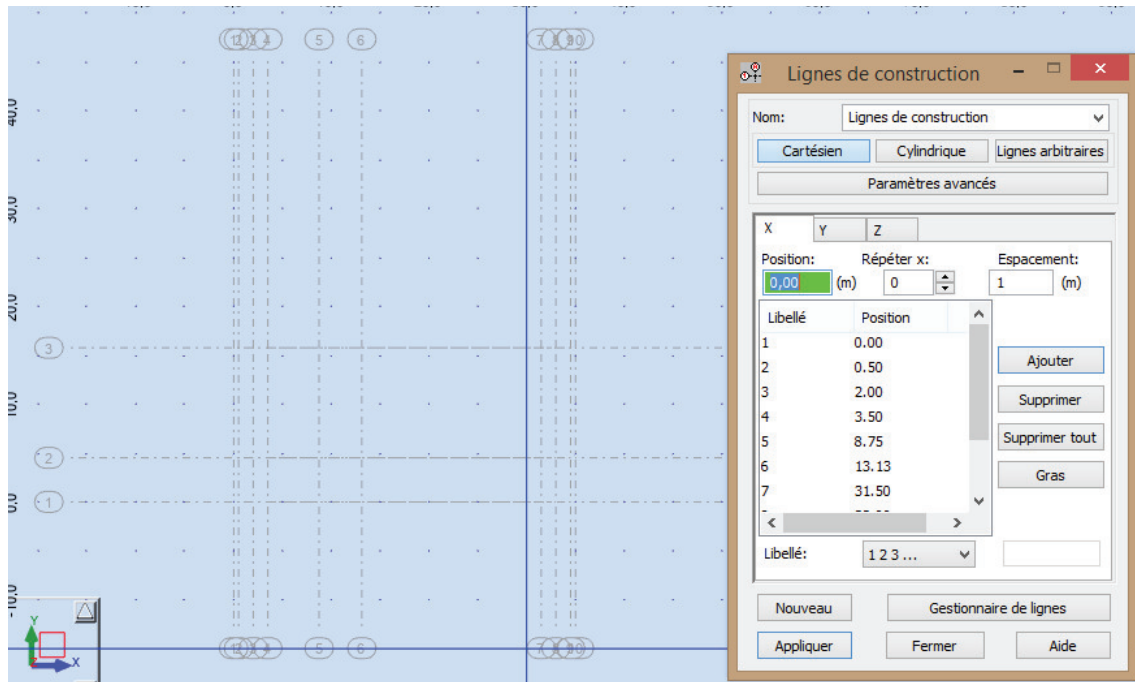 5 6
Lignes de construction
40,0
Nom: Lignes de construction
Cartésien Cylindrique Lignes arbitraires
Paramètres avancés
30,0
X Y Z
Position: Répéter x: Espacement:
0,00 (m) 0 1 (m)
20,0
Libellé Position
1 0.00
3
2 0.50
Ajouter
3 2.00
Supprimer
10,0
4 3.50
5 8.75
Supprimer tout
2
6 13.13
Gras
7 31.50
0,0
1
Libellé: 1 2 3 ...
-10,0
Nouveau Gestionnaire de lignes
Y
X
5 6
Appliquer Fermer Aide